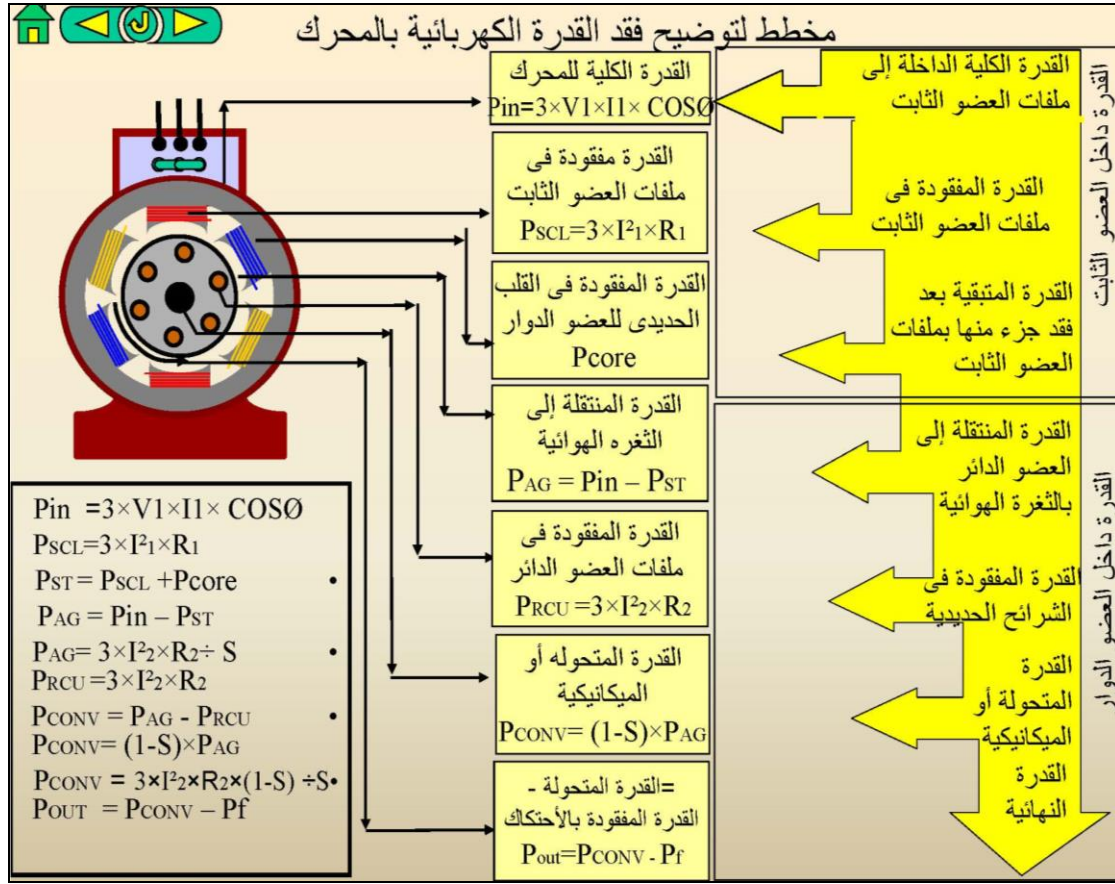 مخطط لتوضيح فقد القدرة الكهربائية بالمحرك
القدرة داخل العضو الثابت
القدرة الكلية الداخلة إلى
ملفات العضو الثابت
القدرة المفقودة فى
ملفات العضو الثابت
القدرة المتبقية بعد
فقد جزء منها بملفات
العضو الثابت
القدرة داخل العضو الدوار
القدرة المنتقلة إلى
العضو الدائر
بالثغرة الهوائية
القدرة المفقودة فى
الشرائح الحديدية
القدرة
المتحولة أو
الميكانيكية
القدرة
النهائية
القدرة الكلية للمحرك
Pin=3×V1×I1× COSØ
القدرة مفقودة فى
ملفات العضو الثابت
PSCL=3×I²1×R1
القدرة المفقودة فى القلب
الحديدى للعضو الدوار
Pcore
القدرة المنتقلة إلى
الثغره الهوائية
PAG = Pin – PST
القدرة المفقودة فى
ملفات العضو الدائر
PRCU =3×I²2×R2
القدرة المتحوله أو
الميكانيكية
PCONV= (1-S)×PAG
=القدرة المتحولة -
القدرة المفقودة بالأحتكاك
Pout=PCONV - Pf
Pin =3×V1×I1× COSØ
PSCL=3×I²1×R1
PST = PSCL +Pcore •
PAG = Pin – PST
PAG= 3×I²2×R2÷ S •
PRCU =3×I²2×R2
PCONV = PAG - PRCU •
PCONV= (1-S)×PAG
PCONV = 3×I²2×R2×(1-S) ÷S•
POUT = PCONV – Pf